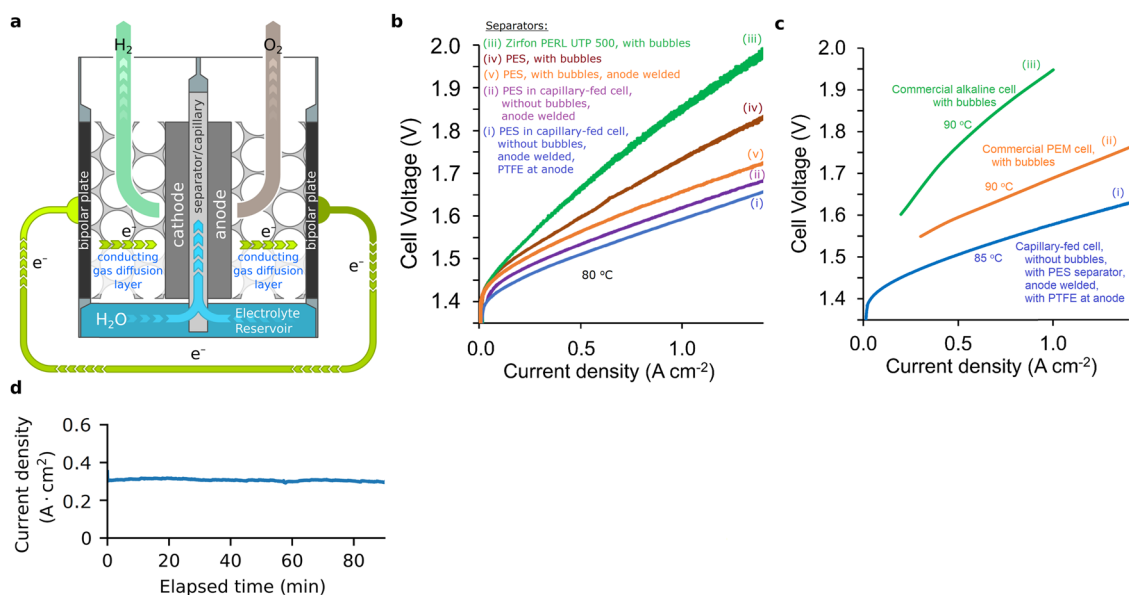 a
H2
O2
bipolar plate
cathode
separator/capillary
anode
bipolar plate
e–
e–
conducting
gas diffusion
layer
conducting
gas diffusion
layer
e–
e–
H2O
Electrolyte
Reservoir
e–
b
Separators:
(iii) Zirfon PERL UTP 500, with bubbles
(iv) PES, with bubbles
(v) PES, with bubbles, anode welded
(ii) PES in capillary-fed cell,
without bubbles,
anode welded
(i) PES in capillary-fed cell,
without bubbles,
anode welded,
PTFE at anode
(iii)
(iv)
(v)
(ii)
(i)
80 °C
Cell Voltage (V)
2.0
1.9
1.8
1.7
1.6
1.5
1.4
0.0
0.5
1.0
Current density (A cm-2)
c
(iii)
Commercial alkaline cell
with bubbles
90 °C
(ii)
Commercial PEM cell,
with bubbles
90 °C
(i)
85 °C
Capillary-fed cell,
without bubbles,
with PES separator,
anode welded,
with PTFE at anode
Cell Voltage (V)
2.0
1.9
1.8
1.7
1.6
1.5
1.4
0.0
0.5
1.0
Current density (A cm-2)
d
Current density
(A · cm2)
0.6
0.4
0.2
0
0
20
40
60
80
Elapsed time (min)